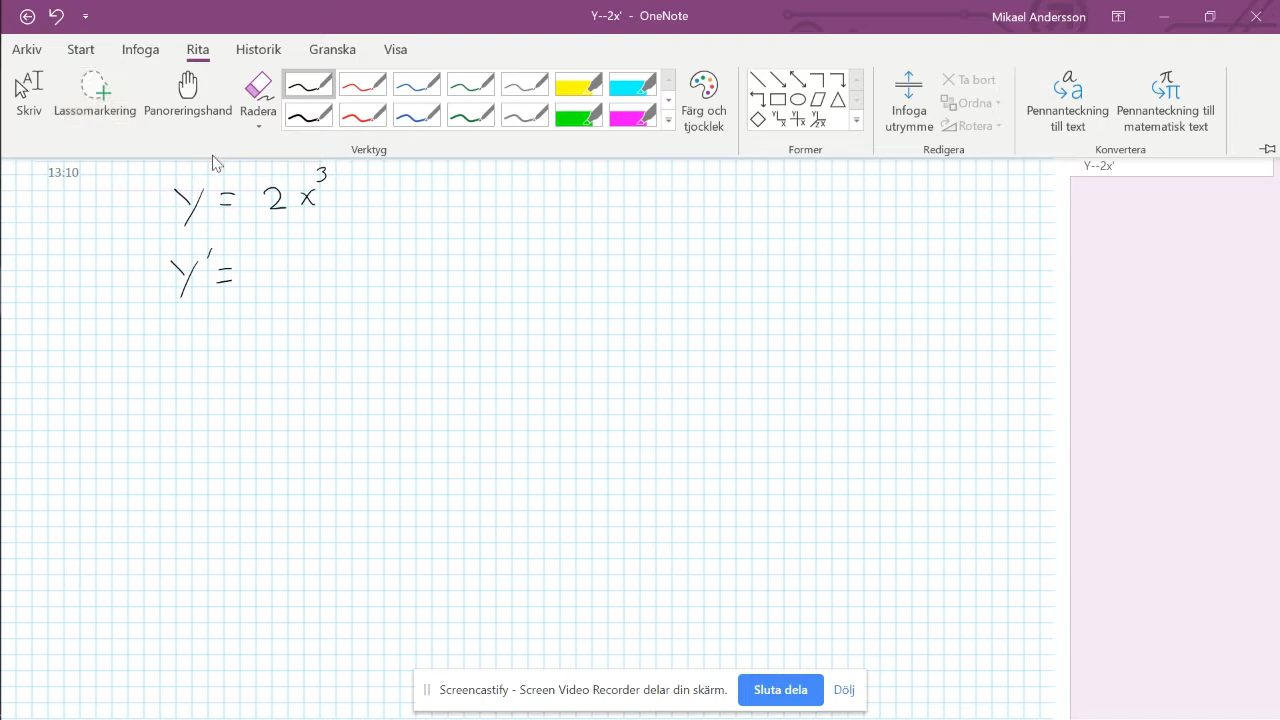 Y--2x' - OneNote
Mikael Andersson
Arkiv Start Infoga Rita Historik Granska Visa
Skriv Lassomarkering Panoreringshand Radera
Färg och tjocklek
Infoga utrymme
Ta bort
Ordna
Rotera
Pennanteckning till text
Pennanteckning till matematisk text
Verktyg Former Redigera Konvertera
13:10
Y--2x'
y = 2x³
y' =
Screencastify - Screen Video Recorder delar din skärm. Sluta dela Dölj